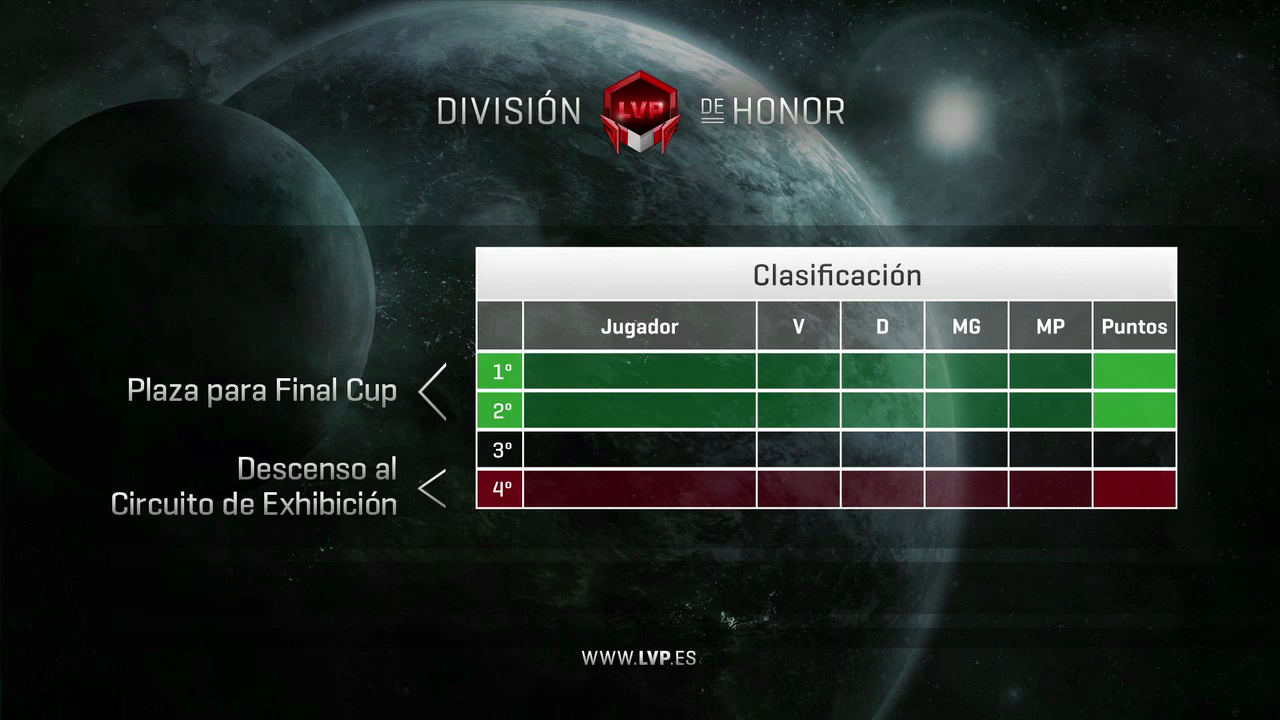 DIVISIÓN LVP DE HONOR
Clasificación
Jugador V D MG MP Puntos
1º
2º
3º
4º
Plaza para Final Cup
Descenso al
Circuito de Exhibición
WWW.LVP.ES